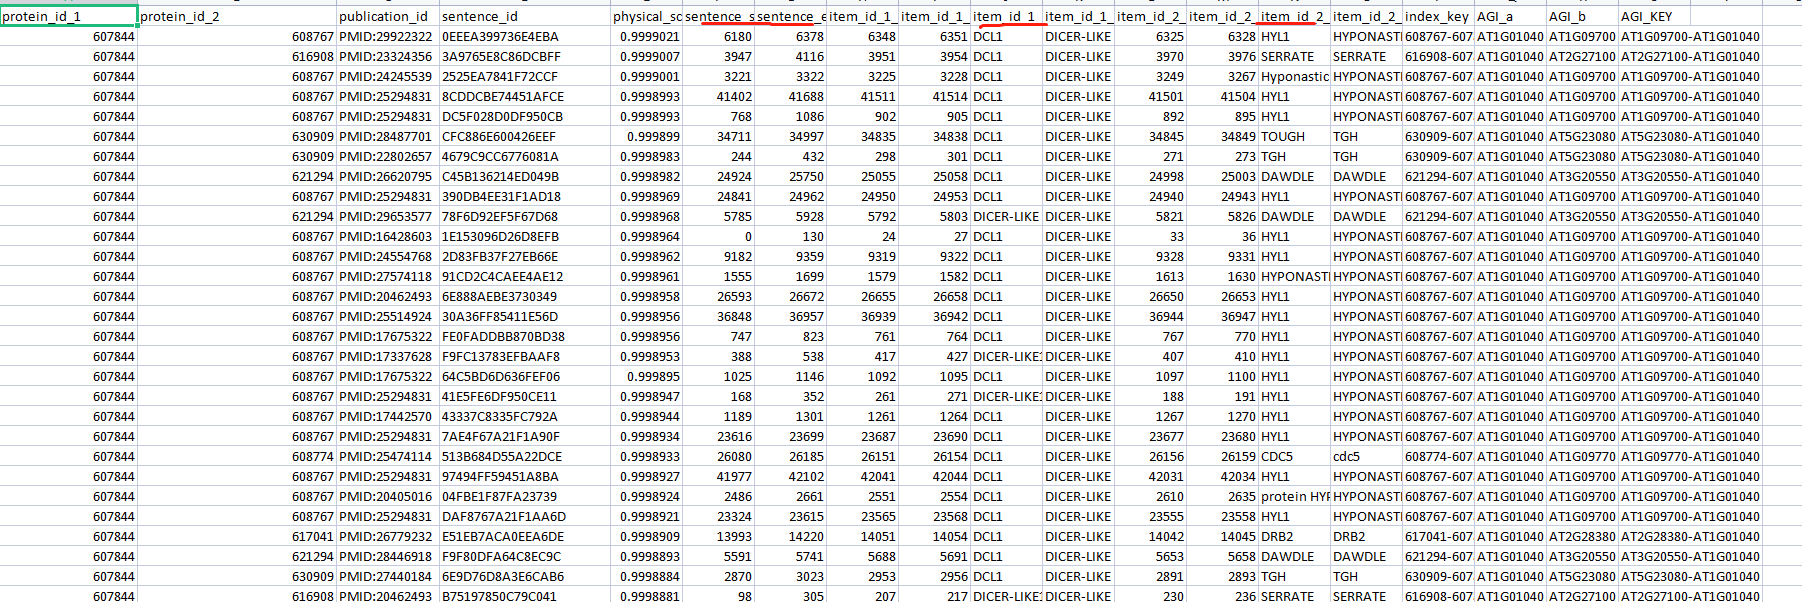 protein_id_1 protein_id_2 publication_id sentence_id physical_sc sentence_s sentence_e item_id_1_ item_id_1_ item_id_1_ item_id_1_ item_id_2_ item_id_2_ item_id_2_ item_id_2_ index_key AGI_a AGI_b AGI_KEY
607844 608767 PMID:29922322 0EEEA399736E4EBA 0.9999021 6180 6378 6348 6351 DCL1 DICER-LIKE 6325 6328 HYL1 HYPONASTI 608767-607 AT1G01040 AT1G09700 AT1G09700-AT1G01040
607844 616908 PMID:23324356 3A9765E8C86DCBFF 0.9999007 3947 4116 3951 3954 DCL1 DICER-LIKE 3970 3976 SERRATE SERRATE 616908-607 AT1G01040 AT2G27100 AT2G27100-AT1G01040
607844 608767 PMID:24245539 2525EA7841F72CCF 0.9999001 3221 3322 3225 3228 DCL1 DICER-LIKE 3249 3267 Hyponastic HYPONASTI 608767-607 AT1G01040 AT1G09700 AT1G09700-AT1G01040
607844 608767 PMID:25294831 8CDDCBE74451AFCE 0.9998993 41402 41688 41511 41514 DCL1 DICER-LIKE 41501 41504 HYL1 HYPONASTI 608767-607 AT1G01040 AT1G09700 AT1G09700-AT1G01040
607844 608767 PMID:25294831 DC5F028D0DF950CB 0.9998993 768 1086 902 905 DCL1 DICER-LIKE 892 895 HYL1 HYPONASTI 608767-607 AT1G01040 AT1G09700 AT1G09700-AT1G01040
607844 630909 PMID:28487701 CFC886E600426EEF 0.999899 34711 34997 34835 34838 DCL1 DICER-LIKE 34845 34849 TOUGH TGH 630909-607 AT1G01040 AT5G23080 AT5G23080-AT1G01040
607844 630909 PMID:22802657 4679C9CC6776081A 0.9998983 244 432 298 301 DCL1 DICER-LIKE 271 273 TGH TGH 630909-607 AT1G01040 AT5G23080 AT5G23080-AT1G01040
607844 621294 PMID:26620795 C45B136214ED049B 0.9998982 24924 25750 25055 25058 DCL1 DICER-LIKE 24998 25003 DAWDLE DAWDLE 621294-607 AT1G01040 AT3G20550 AT3G20550-AT1G01040
607844 608767 PMID:25294831 390DB4EE31F1AD18 0.9998969 24841 24962 24950 24953 DCL1 DICER-LIKE 24940 24943 HYL1 HYPONASTI 608767-607 AT1G01040 AT1G09700 AT1G09700-AT1G01040
607844 621294 PMID:29653577 78F6D92EF5F67D68 0.9998968 5785 5928 5792 5803 DICER-LIKE DICER-LIKE 5821 5826 DAWDLE DAWDLE 621294-607 AT1G01040 AT3G20550 AT3G20550-AT1G01040
607844 608767 PMID:16428603 1E153096D26D8EFB 0.9998964 0 130 24 27 DCL1 DICER-LIKE 33 36 HYL1 HYPONASTI 608767-607 AT1G01040 AT1G09700 AT1G09700-AT1G01040
607844 608767 PMID:24554768 2D83FB37F27EB66E 0.9998962 9182 9359 9319 9322 DCL1 DICER-LIKE 9328 9331 HYL1 HYPONASTI 608767-607 AT1G01040 AT1G09700 AT1G09700-AT1G01040
607844 608767 PMID:27574118 91CD2C4CAEE4AE12 0.9998961 1555 1699 1579 1582 DCL1 DICER-LIKE 1613 1630 HYPONASTI HYPONASTI 608767-607 AT1G01040 AT1G09700 AT1G09700-AT1G01040
607844 608767 PMID:20462493 6E888AEBE3730349 0.9998958 26593 26672 26655 26658 DCL1 DICER-LIKE 26650 26653 HYL1 HYPONASTI 608767-607 AT1G01040 AT1G09700 AT1G09700-AT1G01040
607844 608767 PMID:25514924 30A36FF85411E56D 0.9998956 36848 36957 36939 36942 DCL1 DICER-LIKE 36944 36947 HYL1 HYPONASTI 608767-607 AT1G01040 AT1G09700 AT1G09700-AT1G01040
607844 608767 PMID:17675322 FE0FADDBB870BD38 0.9998956 747 823 761 764 DCL1 DICER-LIKE 767 770 HYL1 HYPONASTI 608767-607 AT1G01040 AT1G09700 AT1G09700-AT1G01040
607844 608767 PMID:17337628 F9FC13783EFBAAF8 0.9998953 388 538 417 427 DICER-LIKE1 DICER-LIKE 407 410 HYL1 HYPONASTI 608767-607 AT1G01040 AT1G09700 AT1G09700-AT1G01040
607844 608767 PMID:17675322 64C5BD6D636FEF06 0.999895 1025 1146 1092 1095 DCL1 DICER-LIKE 1097 1100 HYL1 HYPONASTI 608767-607 AT1G01040 AT1G09700 AT1G09700-AT1G01040
607844 608767 PMID:25294831 41E5FE6DF950CE11 0.9998947 168 352 261 271 DICER-LIKE1 DICER-LIKE 188 191 HYL1 HYPONASTI 608767-607 AT1G01040 AT1G09700 AT1G09700-AT1G01040
607844 608767 PMID:17442570 43337C8335FC792A 0.9998944 1189 1301 1261 1264 DCL1 DICER-LIKE 1267 1270 HYL1 HYPONASTI 608767-607 AT1G01040 AT1G09700 AT1G09700-AT1G01040
607844 608767 PMID:25294831 7AE4F67A21F1A90F 0.9998934 23616 23699 23687 23690 DCL1 DICER-LIKE 23677 23680 HYL1 HYPONASTI 608767-607 AT1G01040 AT1G09700 AT1G09700-AT1G01040
607844 608774 PMID:25474114 513B684D55A22DCE 0.9998933 26080 26185 26151 26154 DCL1 DICER-LIKE 26156 26159 CDC5 cdc5 608774-607 AT1G01040 AT1G09770 AT1G09770-AT1G01040
607844 608767 PMID:25294831 97494FF59451A8BA 0.9998927 41977 42102 42041 42044 DCL1 DICER-LIKE 42031 42034 HYL1 HYPONASTI 608767-607 AT1G01040 AT1G09700 AT1G09700-AT1G01040
607844 608767 PMID:20405016 04FBE1F87FA23739 0.9998924 2486 2661 2551 2554 DCL1 DICER-LIKE 2610 2635 protein HYP HYPONASTI 608767-607 AT1G01040 AT1G09700 AT1G09700-AT1G01040
607844 608767 PMID:25294831 DAF8767A21F1AA6D 0.9998921 23324 23615 23565 23568 DCL1 DICER-LIKE 23555 23558 HYL1 HYPONASTI 608767-607 AT1G01040 AT1G09700 AT1G09700-AT1G01040
607844 617041 PMID:26779232 E51EB7ACA0EEA6DE 0.9998909 13993 14220 14051 14054 DCL1 DICER-LIKE 14042 14045 DRB2 DRB2 617041-607 AT1G01040 AT2G28380 AT2G28380-AT1G01040
607844 621294 PMID:28446918 F9F80DFA64C8EC9C 0.9998893 5591 5741 5688 5691 DCL1 DICER-LIKE 5653 5658 DAWDLE DAWDLE 621294-607 AT1G01040 AT3G20550 AT3G20550-AT1G01040
607844 630909 PMID:27440184 6E9D76D8A3E6CAB6 0.9998884 2870 3023 2953 2956 DCL1 DICER-LIKE 2891 2893 TGH TGH 630909-607 AT1G01040 AT5G23080 AT5G23080-AT1G01040
607844 616908 PMID:20462493 B75197850C79C041 0.9998881 98 305 207 217 DICER-LIKE1 DICER-LIKE 230 236 SERRATE SERRATE 616908-607 AT1G01040 AT2G27100 AT2G27100-AT1G01040